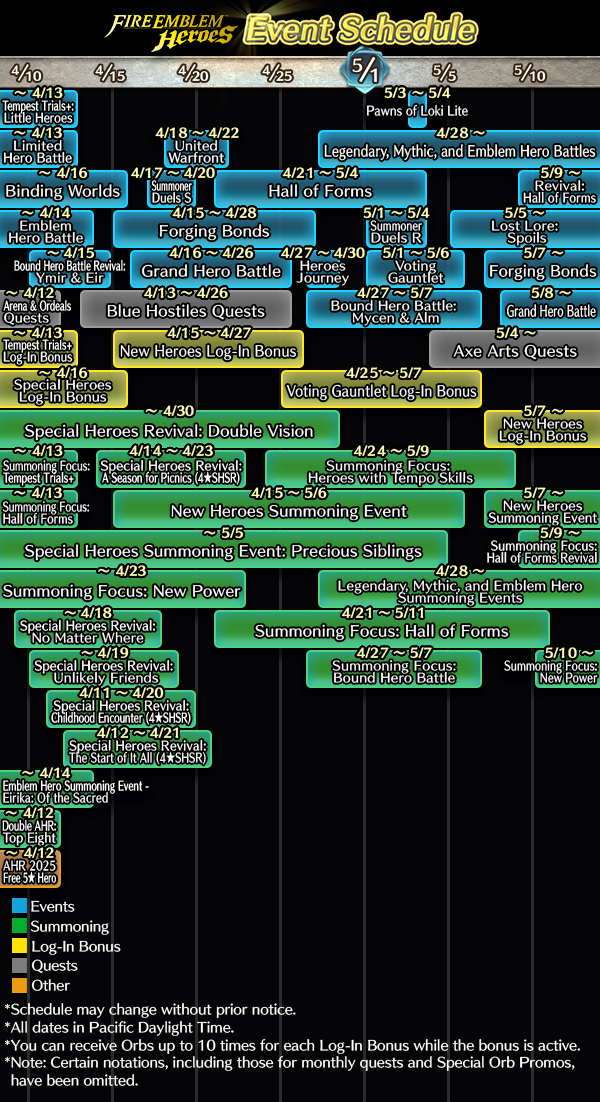 FIRE EMBLEM
Heroes
Event Schedule
4/10 4/15 4/20 4/25 5/1 5/5 5/10
~ 4/13
Tempest Trials+:
Little Heroes
5/3 ~ 5/4
Pawns of Loki Lite
~ 4/13
Limited
Hero Battle
4/18 ~ 4/22
United
Warfront
4/28 ~
Legendary, Mythic, and Emblem Hero Battles
~ 4/16
Binding Worlds
4/17 ~ 4/20
Summoner
Duels S
4/21 ~ 5/4
Hall of Forms
5/9 ~
Revival:
Hall of Forms
~ 4/14
Emblem
Hero Battle
4/15 ~ 4/28
Forging Bonds
5/1 ~ 5/4
Summoner
Duels R
5/5 ~
Lost Lore:
Spoils
~ 4/15
Bound Hero Battle Revival:
Ymir & Eir
4/16 ~ 4/26
Grand Hero Battle
4/27 ~ 4/30
Heroes
Journey
5/1 ~ 5/6
Voting
Gauntlet
5/7 ~
Forging Bonds
~ 4/12
Arena & Ordeals
Quests
4/13 ~ 4/26
Blue Hostiles Quests
4/27 ~ 5/7
Bound Hero Battle:
Mycen & Alm
5/8 ~
Grand Hero Battle
~ 4/13
Tempest Trials+
Log-In Bonus
4/15 ~ 4/27
New Heroes Log-In Bonus
5/4 ~
Axe Arts Quests
~ 4/16
Special Heroes
Log-In Bonus
4/25 ~ 5/7
Voting Gauntlet Log-In Bonus
~ 4/30
Special Heroes Revival: Double Vision
5/7 ~
New Heroes
Log-In Bonus
~ 4/13
Summoning Focus:
Tempest Trials+
4/14 ~ 4/23
Special Heroes Revival:
A Season for Picnics (4★SHSR)
4/24 ~ 5/9
Summoning Focus:
Heroes with Tempo Skills
~ 4/13
Summoning Focus:
Hall of Forms
4/15 ~ 5/6
New Heroes Summoning Event
5/7 ~
New Heroes
Summoning Event
~ 5/5
Special Heroes Summoning Event: Precious Siblings
5/9 ~
Summoning Focus:
Hall of Forms Revival
~ 4/23
Summoning Focus: New Power
4/28 ~
Legendary, Mythic, and Emblem Hero
Summoning Events
~ 4/18
Special Heroes Revival:
No Matter Where
4/21 ~ 5/11
Summoning Focus: Hall of Forms
~ 4/19
Special Heroes Revival:
Unlikely Friends
4/27 ~ 5/7
Summoning Focus:
Bound Hero Battle
5/10 ~
Summoning Focus:
New Power
4/11 ~ 4/20
Special Heroes Revival:
Childhood Encounter (4★SHSR)
4/12 ~ 4/21
Special Heroes Revival:
The Start of It All (4★SHSR)
~ 4/14
Emblem Hero Summoning Event -
Eirika: Of the Sacred
~ 4/12
Double AHR:
Top Eight
~ 4/12
AHR 2025
Free 5★ Hero
Events
Summoning
Log-In Bonus
Quests
Other
*Schedule may change without prior notice.
*All dates in Pacific Daylight Time.
*You can receive Orbs up to 10 times for each Log-In Bonus while the bonus is active.
*Note: Certain notations, including those for monthly quests and Special Orb Promos,
have been omitted.